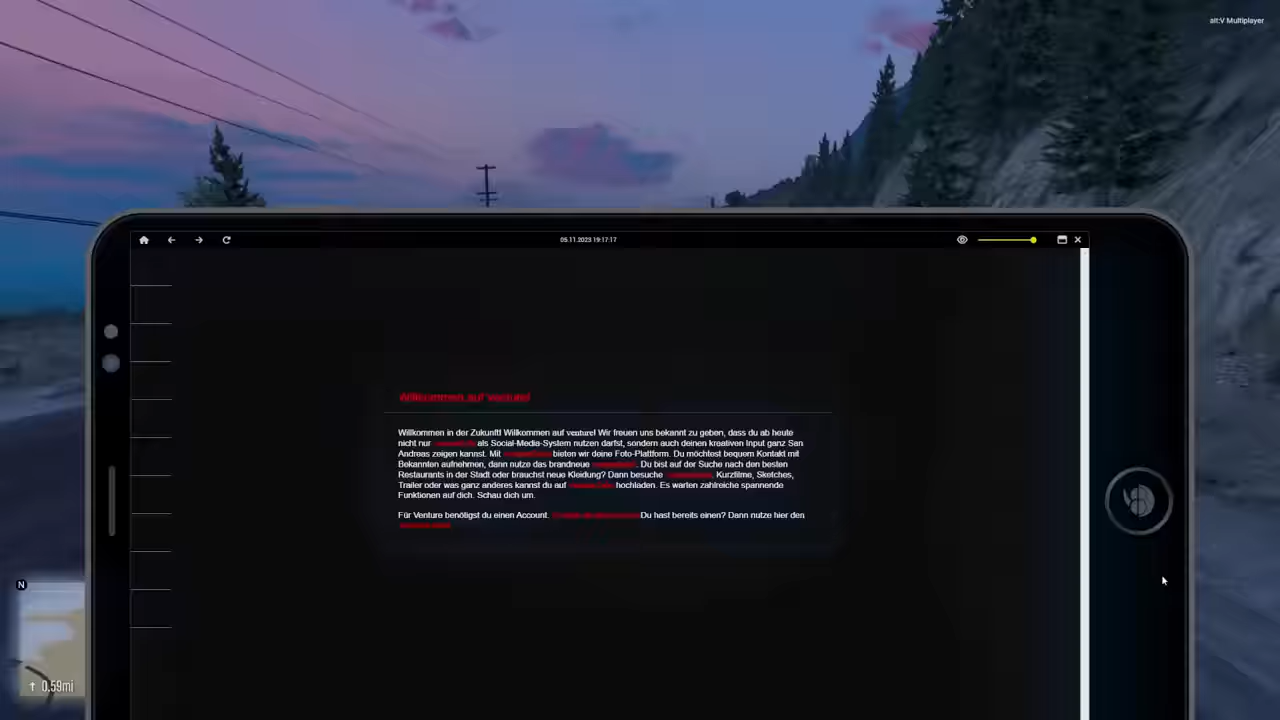 alt:V Multiplayer
05.11.2023 19:17:17
Willkommen auf venture!
Willkommen in der Zukunft! Willkommen auf venture! Wir freuen uns bekannt zu geben, dass du ab heute
nicht nur als Social-Media-System nutzen darfst, sondern auch deinen kreativen Input ganz San
Andreas zeigen kannst. Mit bieten wir deine Foto-Plattform. Du möchtest bequem Kontakt mit
Bekannten aufnehmen, dann nutze das brandneue . Du bist auf der Suche nach den besten
Restaurants in der Stadt oder brauchst neue Kleidung? Dann besuche , Kurzfilme, Sketches,
Trailer oder was ganz anderes kannst du auf hochladen. Es warten zahlreiche spannende
Funktionen auf dich. Schau dich um.
Für Venture benötigst du einen Account. Du hast bereits einen? Dann nutze hier den
N
0.59mi